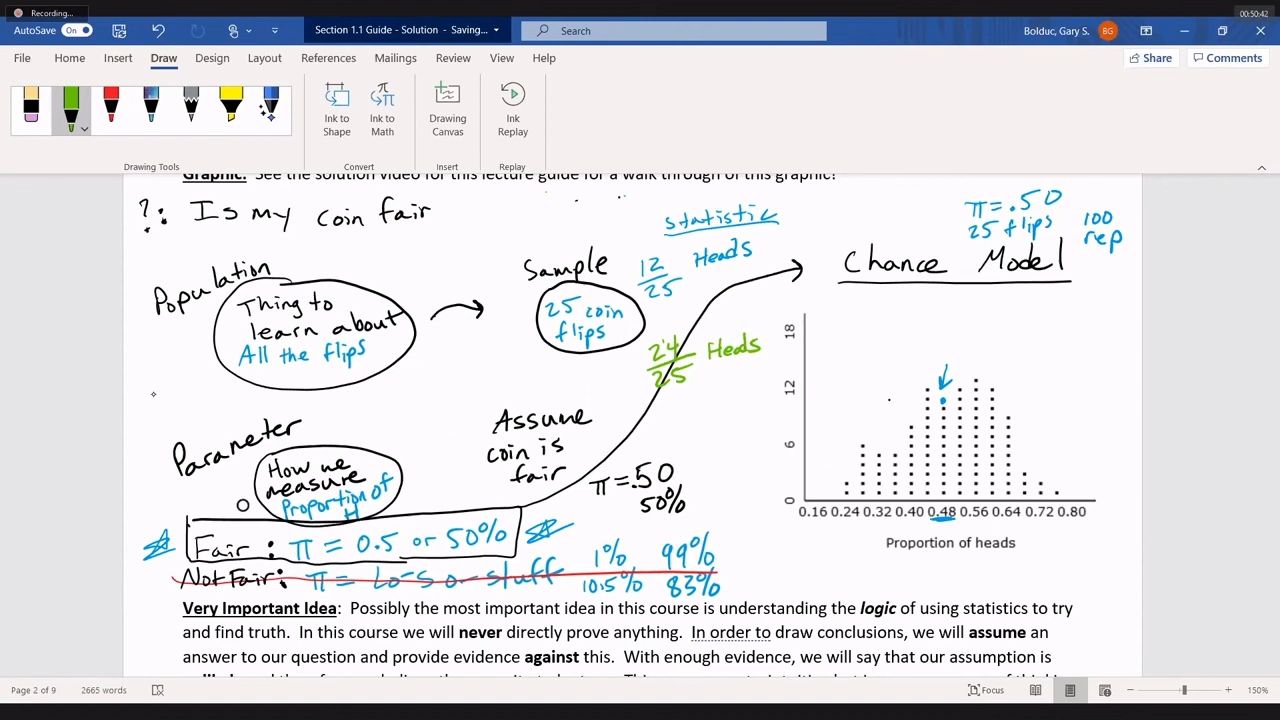 Recording...
00:50:42
AutoSave On
Section 1.1 Guide - Solution - Saving...
Search
Bolduc, Gary S. BG
File Home Insert Draw Design Layout References Mailings Review View Help
Share Comments
Ink to Shape
Ink to Math
Drawing Canvas
Ink Replay
Drawing Tools Convert Insert Replay
Graphic: See the solution video for this lecture guide for a walk through of this graphic!
?: Is my coin fair
Population
Thing to learn about
All the flips
Sample
25 coin flips
statistic
12/25 Heads
24/25 Heads
π = .50
25 flips
100 rep
Chance Model
Parameter
How we measure
Proportion of H
Assume coin is fair
π = .50
50%
Fair: π = 0.5 or 50%
Not Fair: π = lots of stuff
1% 99%
10.5% 83%
18
12
6
0
0.16 0.24 0.32 0.40 0.48 0.56 0.64 0.72 0.80
Proportion of heads
Very Important Idea: Possibly the most important idea in this course is understanding the logic of using statistics to try
and find truth. In this course we will never directly prove anything. In order to draw conclusions, we will assume an
answer to our question and provide evidence against this. With enough evidence, we will say that our assumption is
Page 2 of 9 2665 words
Focus
150%